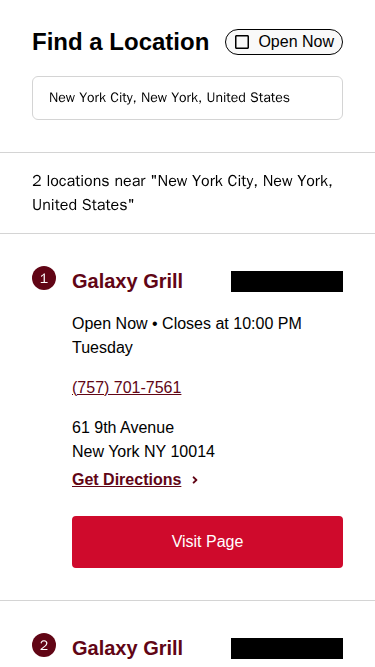 Find a Location
Open Now
New York City, New York, United States
2 locations near "New York City, New York,
United States"
1
Galaxy Grill
Open Now • Closes at 10:00 PM
Tuesday
(757) 701-7561
61 9th Avenue
New York NY 10014
Get Directions
Visit Page
2
Galaxy Grill